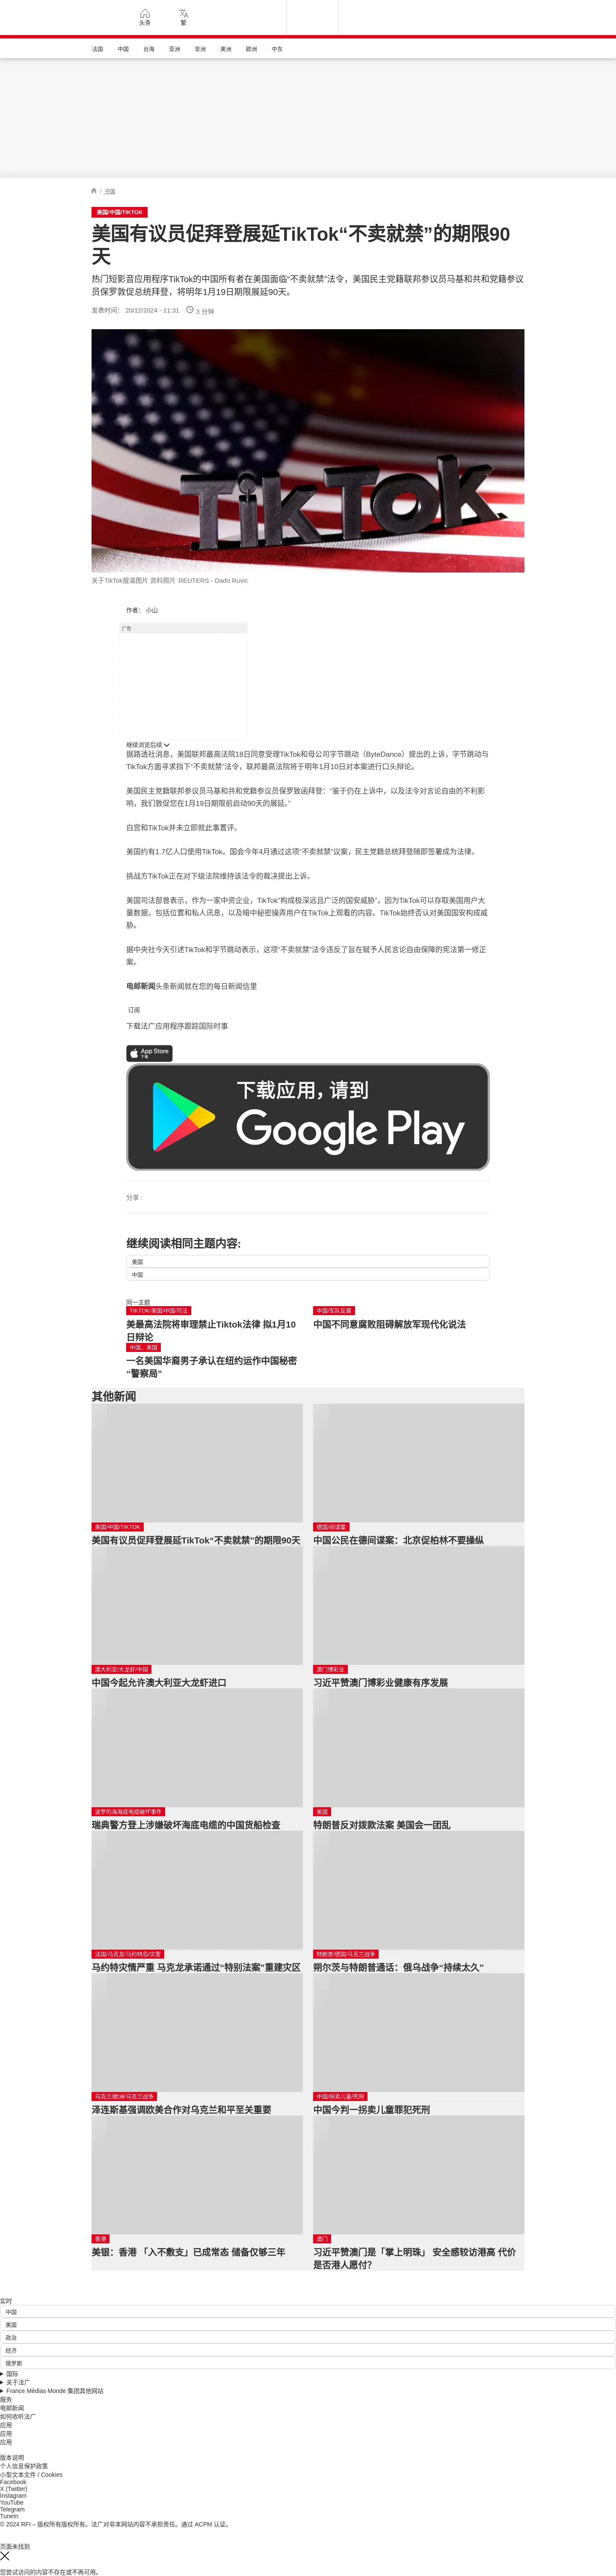 头条
繁
法国 中国 台海 亚洲 非洲 美洲 欧洲 中东
/ 中国
美国/中国/TIKTOK
美国有议员促拜登展延TikTok“不卖就禁”的期限90
天
热门短影音应用程序TikTok的中国所有者在美国面临“不卖就禁”法令，美国民主党籍联邦参议员马基和共和党籍参议
员保罗敦促总统拜登，将明年1月19日期限展延90天。
发表时间： 20/12/2024 - 11:31 3 分钟
TikTok
关于TikTok报道图片 资料照片 REUTERS - Dado Ruvic
作者： 小山
广告
继续浏览后续
据路透社消息，美国联邦最高法院18日同意受理TikTok和母公司字节跳动（ByteDance）提出的上诉，字节跳动与
TikTok方面寻求挡下“不卖就禁”法令，联邦最高法院将于明年1月10日对本案进行口头辩论。
美国民主党籍联邦参议员马基和共和党籍参议员保罗致函拜登：“鉴于仍在上诉中，以及法令对言论自由的不利影
响，我们敦促您在1月19日期限前启动90天的展延。”
白宫和TikTok并未立即就此事置评。
美国约有1.7亿人口使用TikTok。国会今年4月通过这项“不卖就禁”议案，民主党籍总统拜登随即签署成为法律。
挑战方TikTok正在对下级法院维持该法令的裁决提出上诉。
美国司法部曾表示，作为一家中资企业，TikTok“构成极深远且广泛的国安威胁”，因为TikTok可以存取美国用户大
量数据，包括位置和私人讯息，以及暗中秘密操弄用户在TikTok上观看的内容。TikTok始终否认对美国国安构成威
胁。
据中央社今天引述TikTok和字节跳动表示，这项“不卖就禁”法令违反了旨在赋予人民言论自由保障的宪法第一修正
案。
电邮新闻头条新闻就在您的每日新闻信里
订阅
下载法广应用程序跟踪国际时事
App Store
下载
下载应用，请到
Google Play
分享 :
继续阅读相同主题内容:
美国
中国
同一主题
TIKTOK/美国/中国/司法
美最高法院将审理禁止Tiktok法律 拟1月10
日辩论
中国/军队反腐
中国不同意腐败阻碍解放军现代化说法
中国、美国
一名美国华裔男子承认在纽约运作中国秘密
“警察局”
其他新闻
美国/中国/TIKTOK
美国有议员促拜登展延TikTok“不卖就禁”的期限90天
德国/间谍案
中国公民在德间谍案：北京促柏林不要操纵
澳大利亚/大龙虾/中国
中国今起允许澳大利亚大龙虾进口
澳门博彩业
习近平赞澳门博彩业健康有序发展
波罗的海海底电缆破坏事件
瑞典警方登上涉嫌破坏海底电缆的中国货船检查
美国
特朗普反对拨款法案 美国会一团乱
法国/马克龙/马约特岛/灾害
马约特灾情严重 马克龙承诺通过“特别法案”重建灾区
特朗普/德国/乌克兰战争
朔尔茨与特朗普通话：俄乌战争“持续太久”
乌克兰/欧洲/乌克兰战争
泽连斯基强调欧美合作对乌克兰和平至关重要
中国/拐卖儿童/死刑
中国今判一拐卖儿童罪犯死刑
香港
美银：香港 「入不敷支」已成常态 储备仅够三年
澳门
习近平赞澳门是「掌上明珠」 安全感较访港高 代价
是否港人愿付？
实时
中国
美国
政治
经济
俄罗斯
国际
关于法广
France Médias Monde 集团其他网站
服务
电邮新闻
如何收听法广
应用
应用
应用
版本说明
个人信息保护政策
小型文本文件 / Cookies
Facebook
X (Twitter)
Instagram
YouTube
Telegram
TuneIn
© 2024 RFI – 版权所有版权所有。法广对非本网站内容不承担责任。通过 ACPM 认证。
页面未找到
您尝试访问的内容不存在或不再可用。